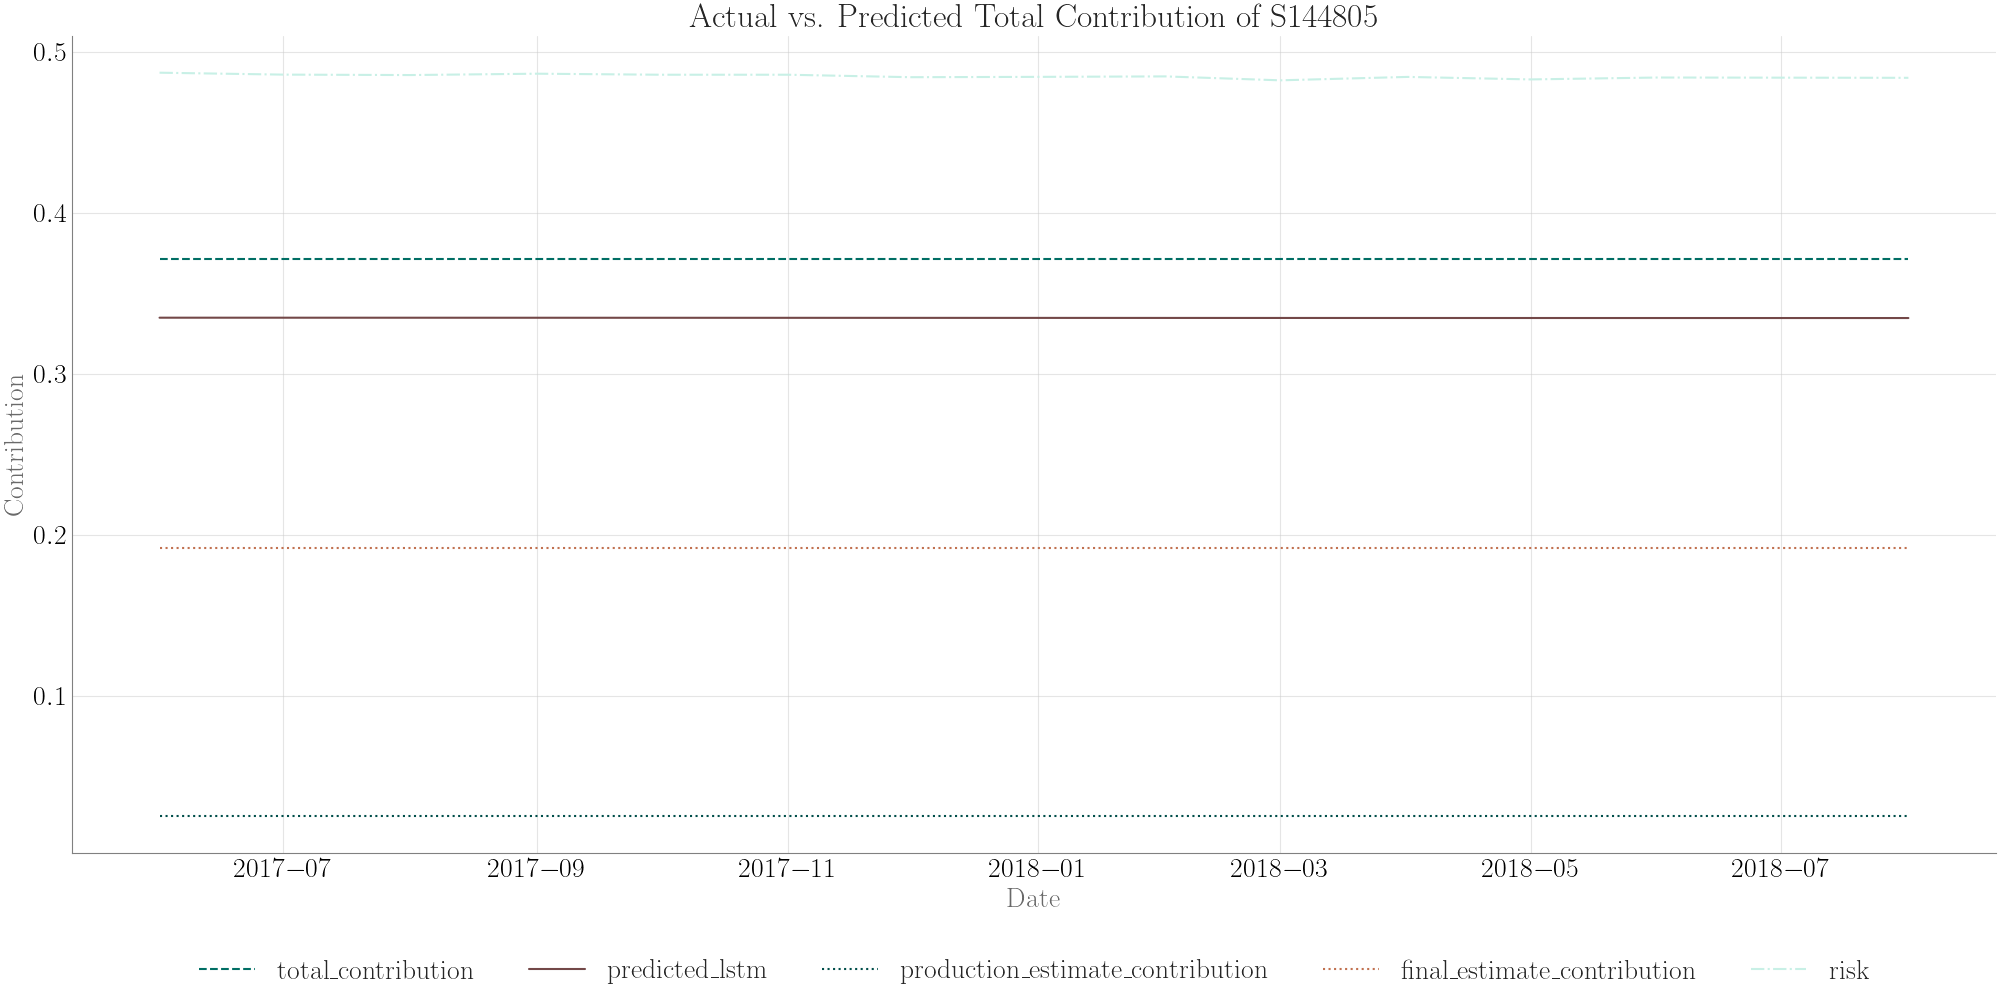 Actual vs. Predicted Total Contribution of S144805
0.5
0.4
0.3
0.2
0.1
Contribution
2017–07 2017–09 2017–11 2018–01 2018–03 2018–05 2018–07
Date
total_contribution predicted_lstm production_estimate_contribution final_estimate_contribution risk